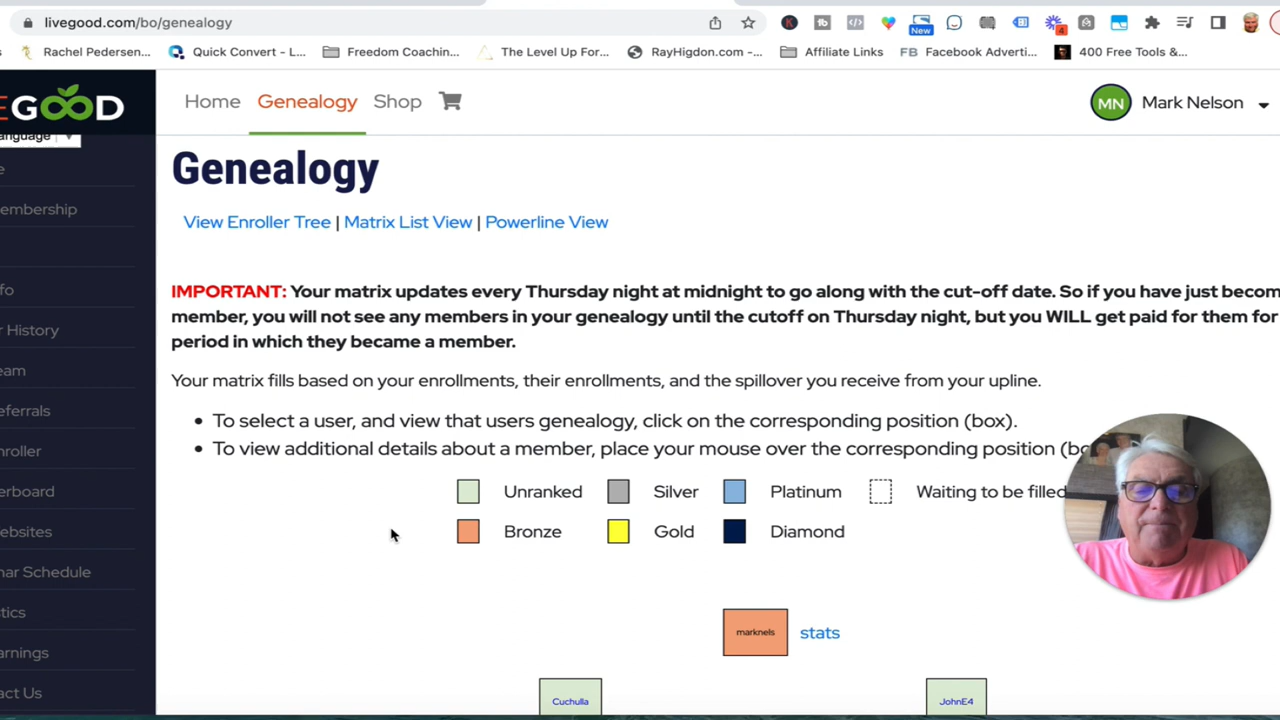 livegood.com/bo/genealogy
New
4
Rachel Pedersen...
Quick Convert - L...
Freedom Coachin...
The Level Up For...
RayHigdon.com -...
Affiliate Links
FB Facebook Adverti...
400 Free Tools &...
EGOOD
Home
Genealogy
Shop
MN
Mark Nelson
anguage
e
embership
fo
r History
eam
eferrals
nroller
erboard
ebsites
nar Schedule
tics
arnings
act Us
Genealogy
View Enroller Tree | Matrix List View | Powerline View
IMPORTANT: Your matrix updates every Thursday night at midnight to go along with the cut-off date. So if you have just becom
member, you will not see any members in your genealogy until the cutoff on Thursday night, but you WILL get paid for them for
period in which they became a member.
Your matrix fills based on your enrollments, their enrollments, and the spillover you receive from your upline.
• To select a user, and view that users genealogy, click on the corresponding position (box).
• To view additional details about a member, place your mouse over the corresponding position (bo
Unranked Silver Platinum Waiting to be filled
Bronze Gold Diamond
marknels stats
Cuchulla
JohnE4